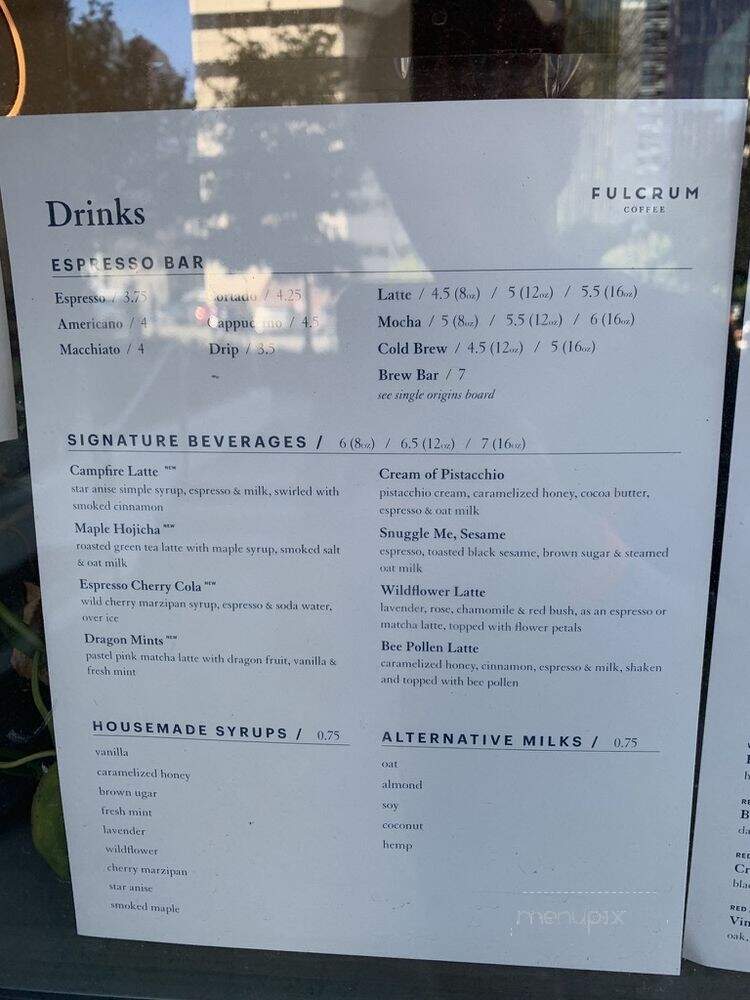 Drinks
FULCRUM
COFFEE
ESPRESSO BAR
Espresso / 3.75
Americano / 4
Macchiato / 4
Cortado / 4.25
Cappuccino / 4.5
Drip / 3.5
Latte / 4.5 (8oz) / 5 (12oz) / 5.5 (16oz)
Mocha / 5 (8oz) / 5.5 (12oz) / 6 (16oz)
Cold Brew / 4.5 (12oz) / 5 (16oz)
Brew Bar / 7
see single origins board
SIGNATURE BEVERAGES / 6 (8oz) / 6.5 (12oz) / 7 (16oz)
Campfire Latte NEW
star anise simple syrup, espresso & milk, swirled with
smoked cinnamon
Maple Hojicha NEW
roasted green tea latte with maple syrup, smoked salt
& oat milk
Espresso Cherry Cola NEW
wild cherry marzipan syrup, espresso & soda water,
over ice
Dragon Mints NEW
pastel pink matcha latte with dragon fruit, vanilla &
fresh mint
Cream of Pistacchio
pistacchio cream, caramelized honey, cocoa butter,
espresso & oat milk
Snuggle Me, Sesame
espresso, toasted black sesame, brown sugar & steamed
oat milk
Wildflower Latte
lavender, rose, chamomile & red bush, as an espresso or
matcha latte, topped with flower petals
Bee Pollen Latte
caramelized honey, cinnamon, espresso & milk, shaken
and topped with bee pollen
HOUSEMADE SYRUPS / 0.75
vanilla
caramelized honey
brown ugar
fresh mint
lavender
wildflower
cherry marzipan
star anise
smoked maple
ALTERNATIVE MILKS / 0.75
oat
almond
soy
coconut
hemp
menupix
RED
Vin
oak,